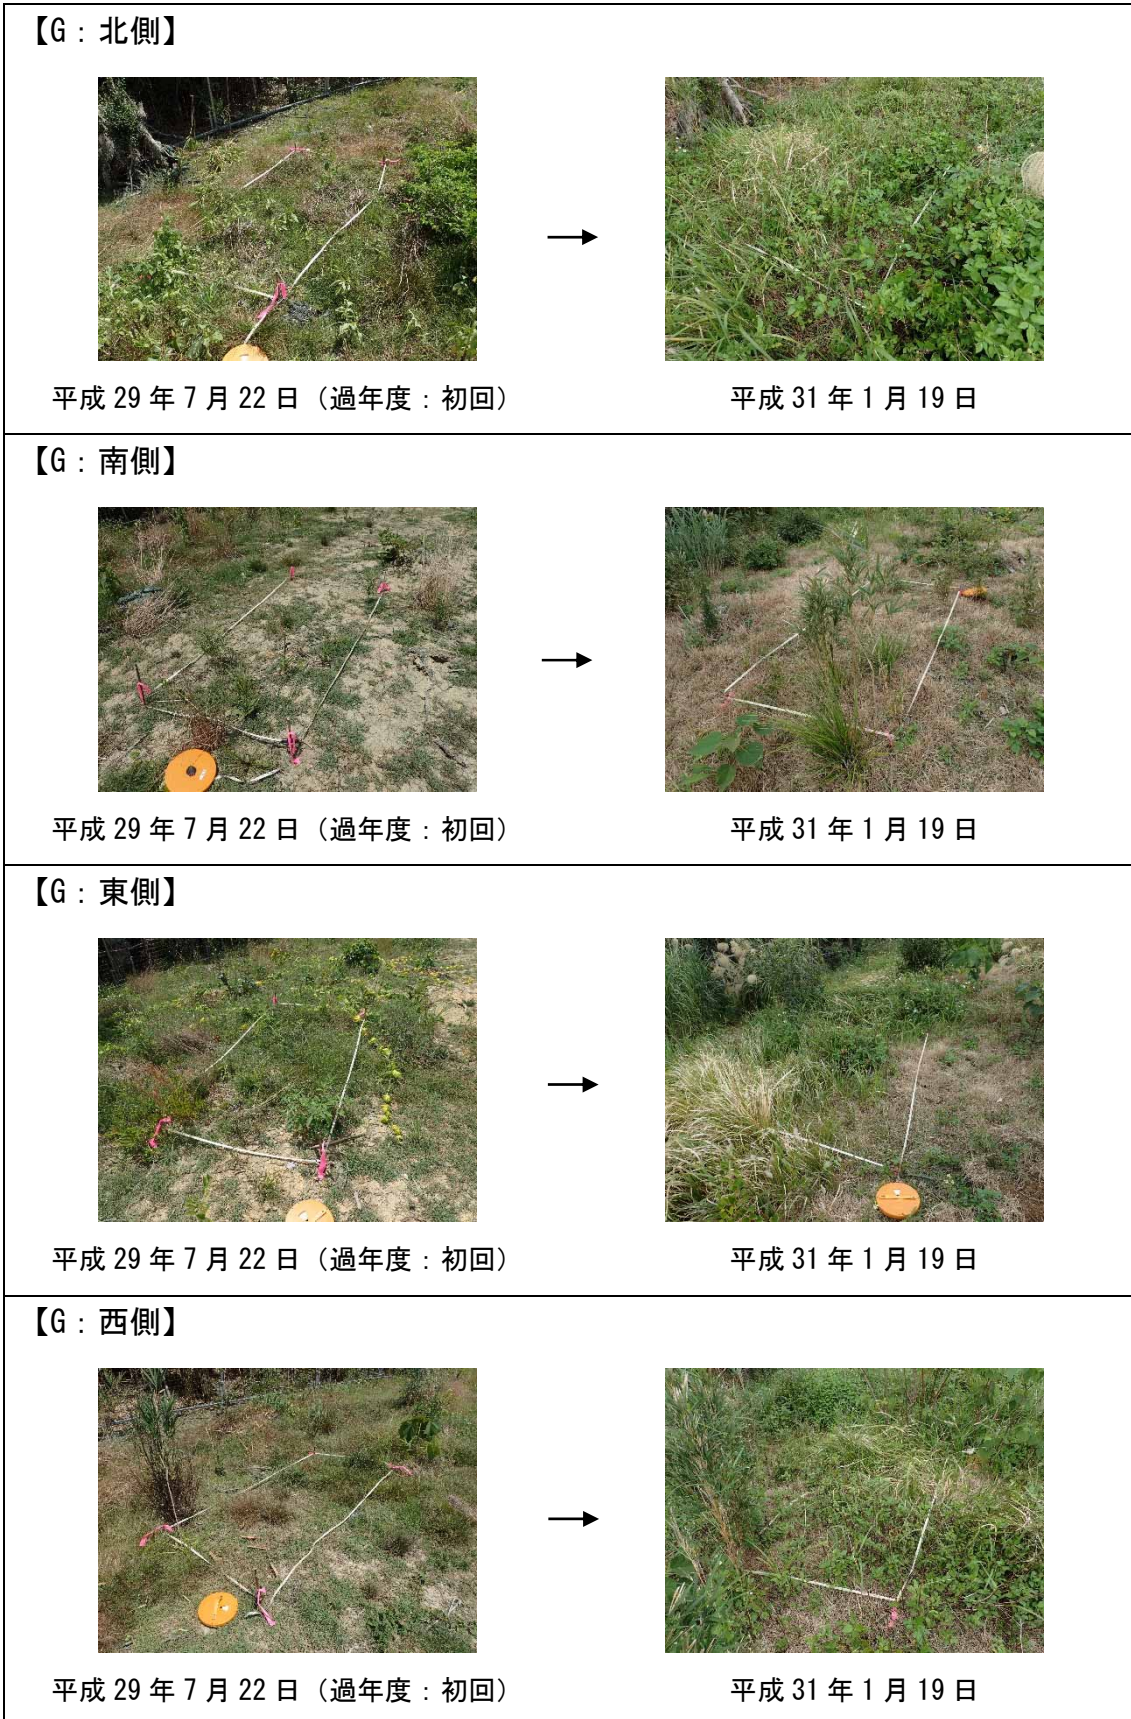 【G：北側】
平成 29 年 7 月 22 日（過年度：初回）
平成 31 年 1 月 19 日
【G：南側】
平成 29 年 7 月 22 日（過年度：初回）
平成 31 年 1 月 19 日
【G：東側】
平成 29 年 7 月 22 日（過年度：初回）
平成 31 年 1 月 19 日
【G：西側】
平成 29 年 7 月 22 日（過年度：初回）
平成 31 年 1 月 19 日